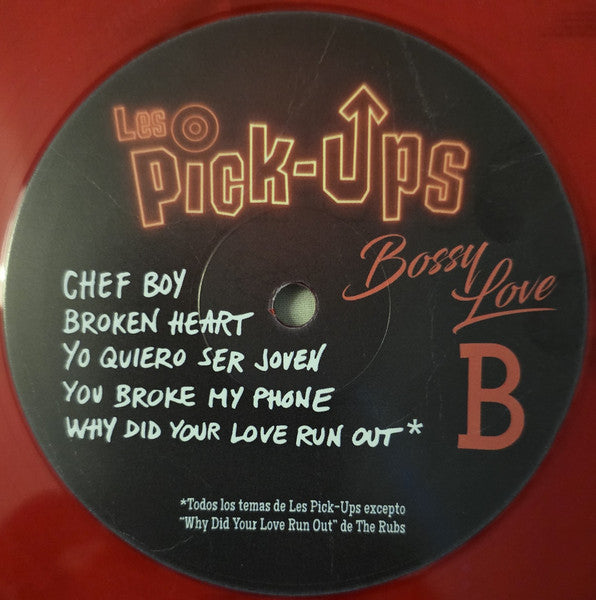 Les
Pick-Ups
Bossy
Love
CHEF BOY
BROKEN HEART
YO QUIERO SER JOVEN
YOU BROKE MY PHONE
WHY DID YOUR LOVE RUN OUT*
B
*Todos los temas de Les Pick-Ups excepto
"Why Did Your Love Run Out" de The Rubs